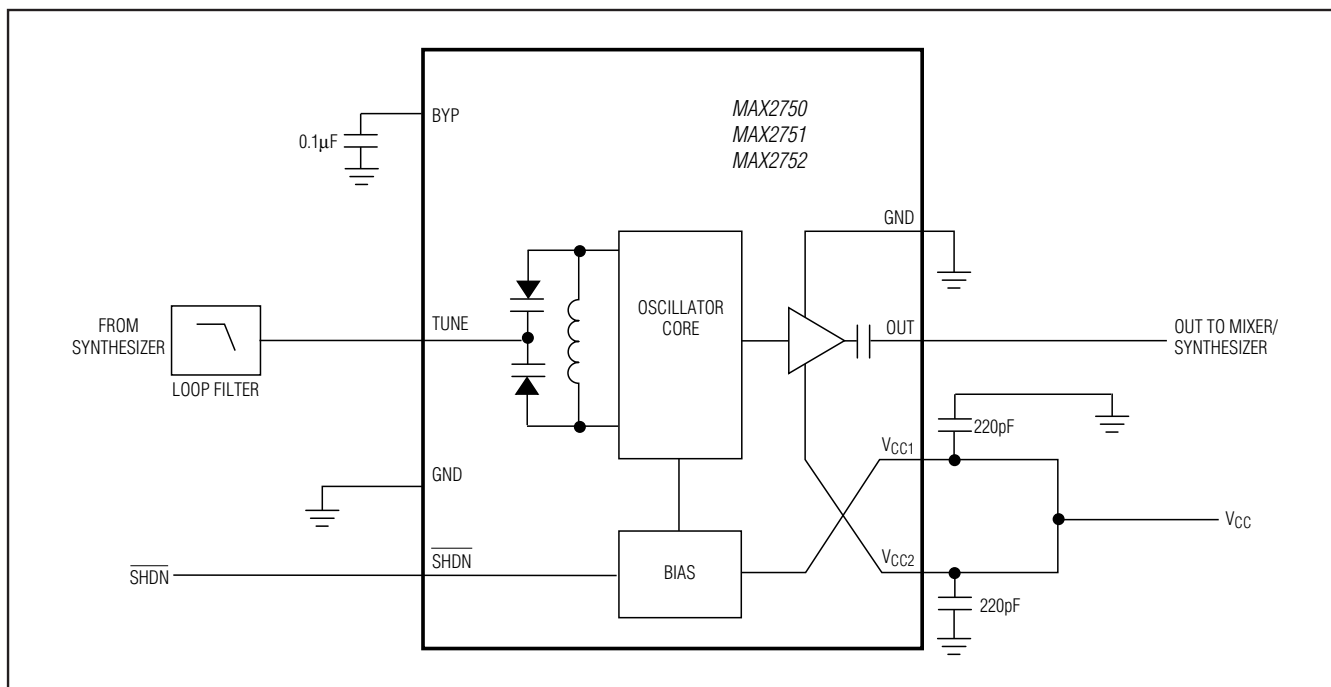 BYP
0.1µF
MAX2750
MAX2751
MAX2752
GND
FROM
SYNTHESIZER
LOOP FILTER
TUNE
OSCILLATOR
CORE
OUT
OUT TO MIXER/
SYNTHESIZER
220pF
VCC1
GND
VCC
SHDN
SHDN
BIAS
VCC2
220pF